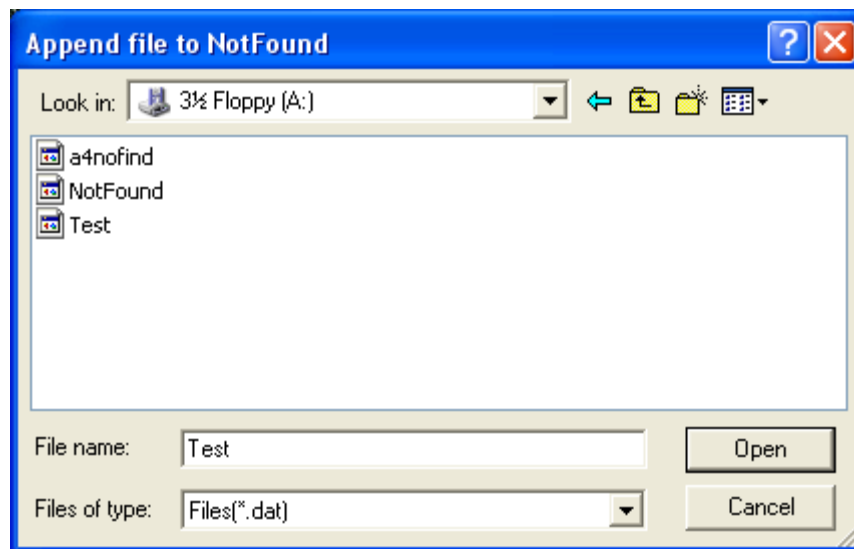 Append file to NotFound
Look in: 3½ Floppy (A:)
a4nofind
NotFound
Test
File name: Test Open
Files of type: Files(*.dat) Cancel